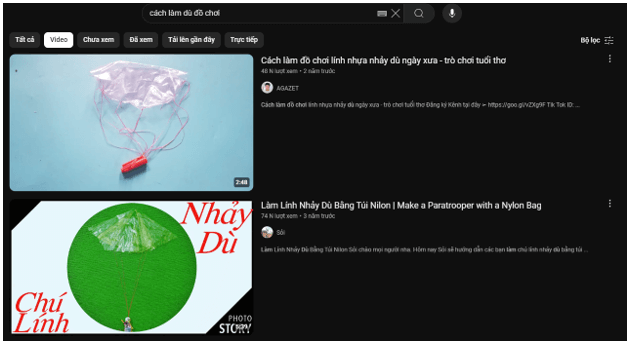 cách làm dù đồ chơi
Tất cả Video Chưa xem Đã xem Tải lên gần đây Trực tiếp Bộ lọc
Cách làm đồ chơi lính nhựa nhảy dù ngày xưa - trò chơi tuổi thơ
40 N lượt xem • 2 năm trước
AGAZET
Cách làm đồ chơi lính nhựa nhảy dù ngày xưa - trò chơi tuổi thơ Đăng ký Kênh tại đây ► https://goo.gl/vZXg9F Tik Tok ID: ...
2:48
Làm Lính Nhảy Dù Bằng Túi Nilon | Make a Paratrooper with a Nylon Bag
74 N lượt xem • 3 năm trước
Sói
Làm Lính Nhảy Dù Bằng Túi Nilon Sói chào mọi người nha. Hôm nay Sói sẽ hướng dẫn các bạn làm chú lính nhảy dù bằng túi ...
Nhảy
Dù
Chú
Lính
PHOTO
STORY